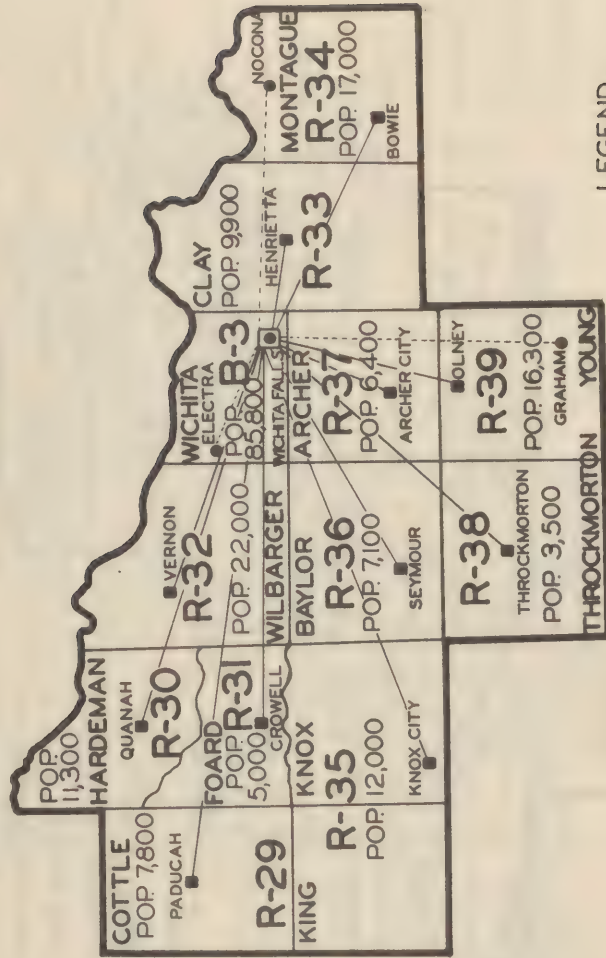 COTTLE
POP. 7,800
PADUCAH
R-29
KING
POP.
11,300
HARDEMAN
QUANAH
R-30
FOARD
POP.
5,000
R-31
CROWELL
KNOX
R-35
POP. 12,000
KNOX CITY
VERNON
R-32
POP. 22,000
WILBARGER
BAYLOR
R-36
POP. 7,100
SEYMOUR
R-38
THROCKMORTON
POP. 3,500
THROCKMORTON
WICHITA
ELECTRA
POP.
85,800
B-3
WICHITA FALLS
ARCHER
R-37
POP. 6,400
ARCHER CITY
OLNEY
R-39
POP. 16,300
GRAHAM
YOUNG
CLAY
POP. 9,900
HENRIETTA
R-33
NOCONA
MONTAGUE
R-34
POP. 17,000
BOWIE
LEGEND